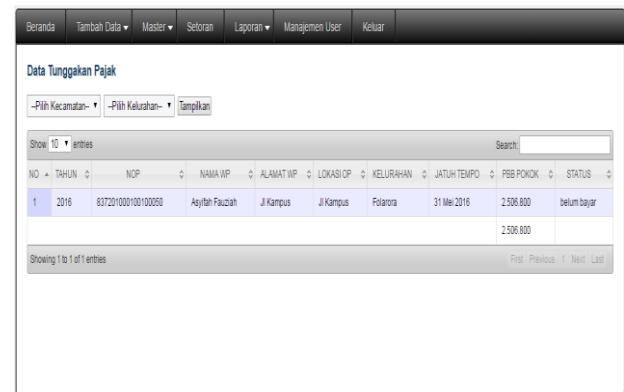 Beranda Tambah Data Master Setoran Laporan Manajemen User Keluar
Data Tunggakan Pajak
--Pilih Kecamatan-- --Pilih Kelurahan-- Tampilkan
Show 10 entries Search:
NO TAHUN NOP NAMA WP ALAMAT WP LOKASI OP KELURAHAN JATUH TEMPO PBB POKOK STATUS
1 2016 837201000100100050 Asyifah Fauziah Jl Kampus Jl Kampus Folarora 31 Mei 2016 2.506.800 belum bayar
2.506.800
Showing 1 to 1 of 1 entries First Previous 1 Next Last